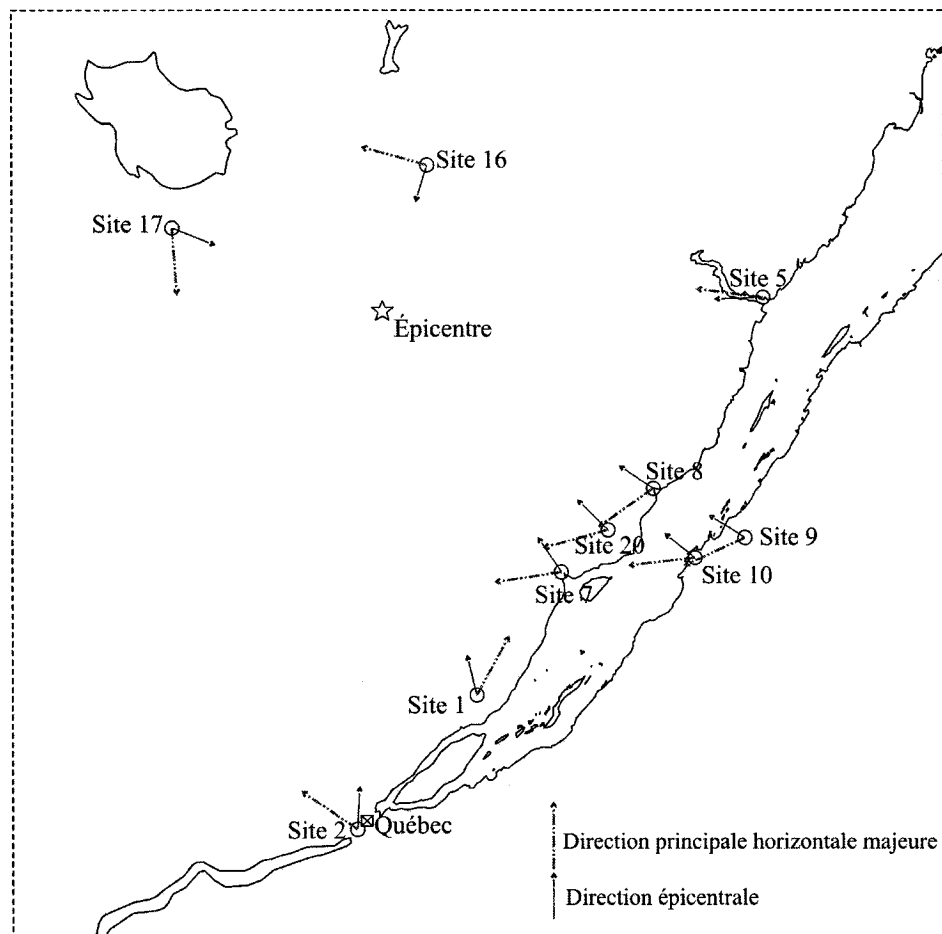 Site 16
Site 17
Site 5
Épicentre
Site 8
Site 20
Site 9
Site 10
Site 7
Site 1
Site 2
Québec
Direction principale horizontale majeure
Direction épicentrale